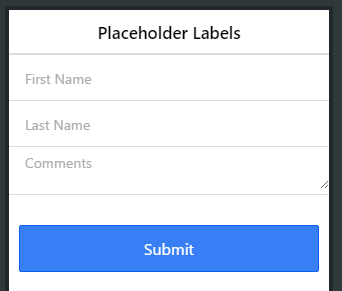 Placeholder Labels
First Name
Last Name
Comments
Submit